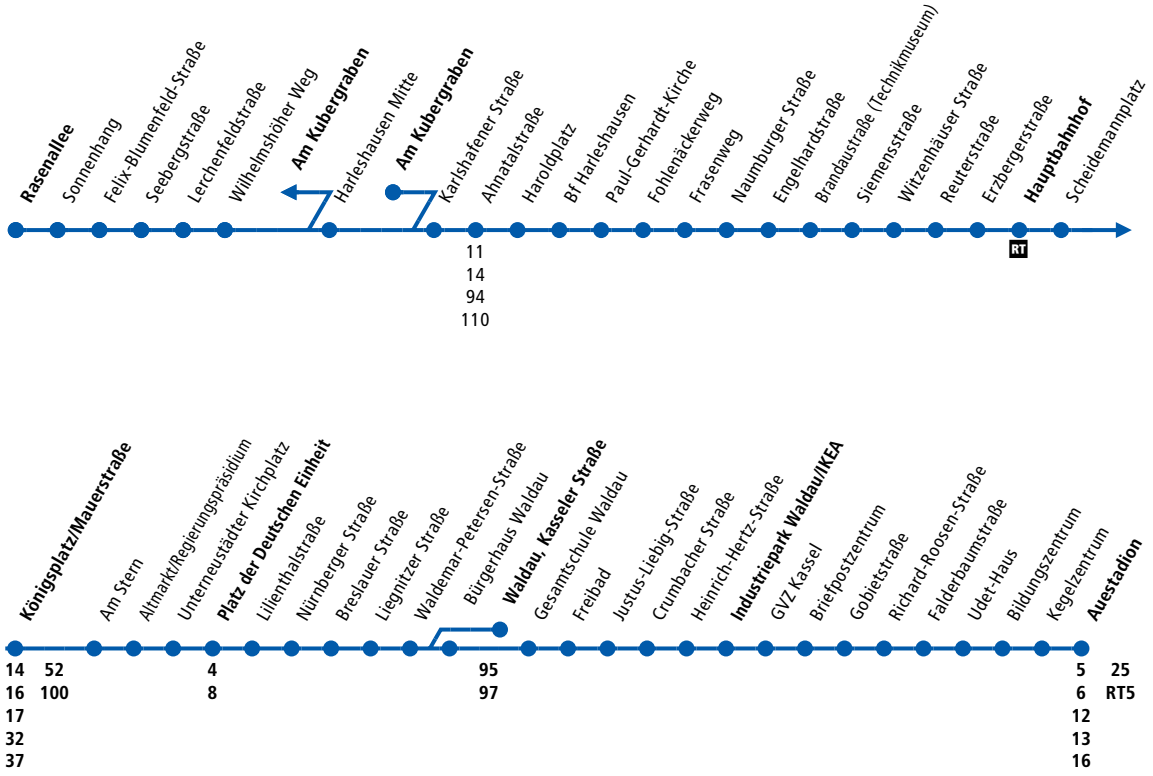 Rasenallee
Sonnenhang
Felix-Blumenfeld-Straße
Seebergstraße
Lerchenfeldstraße
Wilhelmshöher Weg
Am Kubergraben
Harleshausen Mitte
Am Kubergraben
Karlshafener Straße
Ahnatalstraße
Haroldplatz
Bf Harleshausen
Paul-Gerhardt-Kirche
Fohlenäckerweg
Frasenweg
Naumburger Straße
Engelhardstraße
Brandaustraße (Technikmuseum)
Siemensstraße
Witzenhäuser Straße
Reuterstraße
Erzbergerstraße
Hauptbahnhof
Scheidemannplatz
11
14
94
110
RT
Königsplatz/Mauerstraße
Am Stern
Altmarkt/Regierungspräsidium
Unterneustädter Kirchplatz
Platz der Deutschen Einheit
Lilienthalstraße
Nürnberger Straße
Breslauer Straße
Liegnitzer Straße
Waldemar-Petersen-Straße
Bürgerhaus Waldau
Waldau, Kasseler Straße
Gesamtschule Waldau
Freibad
Justus-Liebig-Straße
Crumbacher Straße
Heinrich-Hertz-Straße
Industriepark Waldau/IKEA
GVZ Kassel
Briefpostzentrum
Gobietstraße
Richard-Roosen-Straße
Falderbaumstraße
Udet-Haus
Bildungszentrum
Kegelzentrum
Auestadion
14 52 4 95 5 25
16 100 8 97 6 RT5
17 12
32 13
37 16